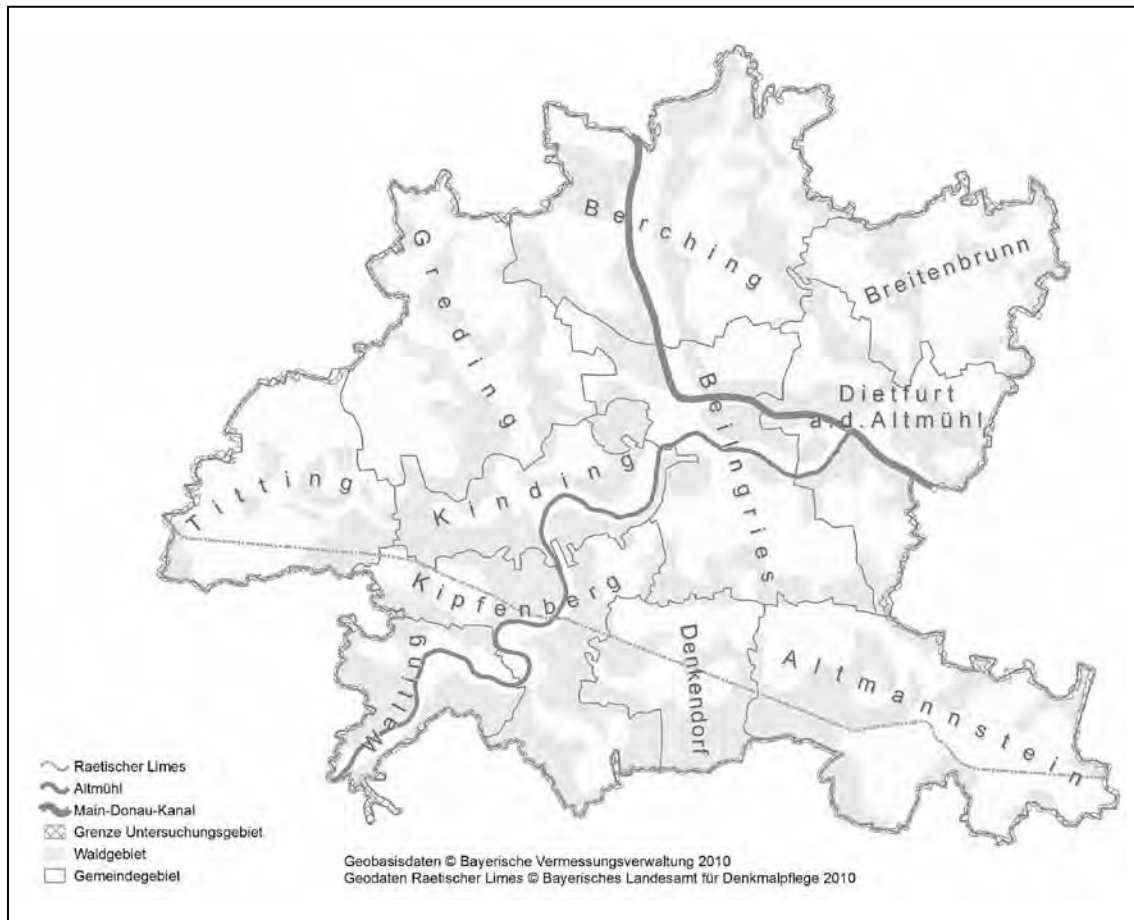 Berching
Greding
Breitenbrunn
Beilngries
Dietfurt
a.d.Altmühl
Titting
Kinding
Kipfenberg
Walting
Denkendorf
Altmannstein
Raetischer Limes
Altmühl
Main-Donau-Kanal
Grenze Untersuchungsgebiet
Waldgebiet
Gemeindegebiet
Geobasisdaten © Bayerische Vermessungsverwaltung 2010
Geodaten Raetischer Limes © Bayerisches Landesamt für Denkmalpflege 2010